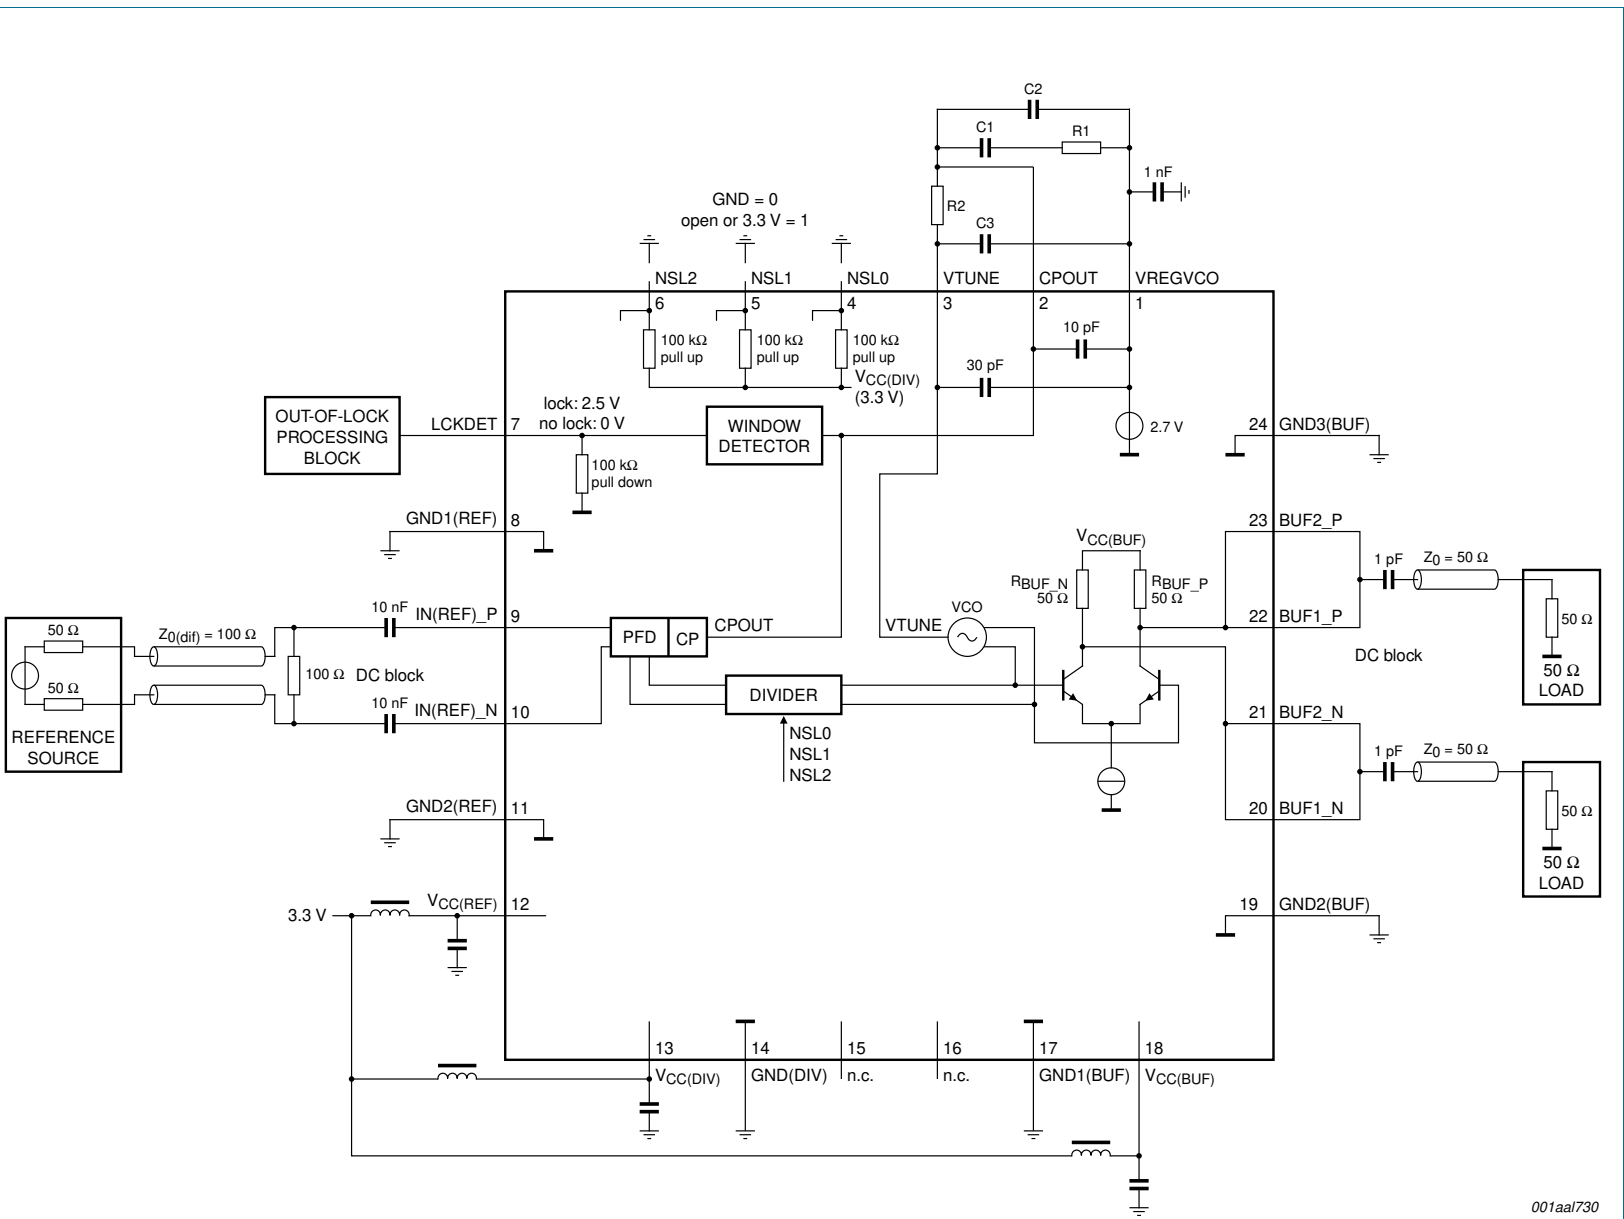 C2
C1
R1
1 nF
GND = 0
open or 3.3 V = 1
R2
C3
NSL2
NSL1
NSL0
VTUNE
CPOUT
VREGVCO
6
5
4
3
2
1
100 kΩ
pull up
100 kΩ
pull up
100 kΩ
pull up
10 pF
30 pF
VCC(DIV)
(3.3 V)
OUT-OF-LOCK
PROCESSING
BLOCK
LCKDET
7
lock: 2.5 V
no lock: 0 V
WINDOW
DETECTOR
2.7 V
24
GND3(BUF)
100 kΩ
pull down
GND1(REF)
8
23
BUF2_P
VCC(BUF)
RBUF_N
50 Ω
RBUF_P
50 Ω
1 pF
Z0 = 50 Ω
50 Ω
50 Ω
LOAD
10 nF
IN(REF)_P
9
PFD
CP
CPOUT
VTUNE
VCO
22
BUF1_P
50 Ω
Z0(dif) = 100 Ω
100 Ω
DC block
DC block
50 Ω
10 nF
IN(REF)_N
10
REFERENCE
SOURCE
DIVIDER
NSL0
NSL1
NSL2
21
BUF2_N
1 pF
Z0 = 50 Ω
50 Ω
50 Ω
LOAD
GND2(REF)
11
20
BUF1_N
3.3 V
VCC(REF)
12
19
GND2(BUF)
13
14
15
16
17
18
VCC(DIV)
GND(DIV)
n.c.
n.c.
GND1(BUF)
VCC(BUF)
001aal730